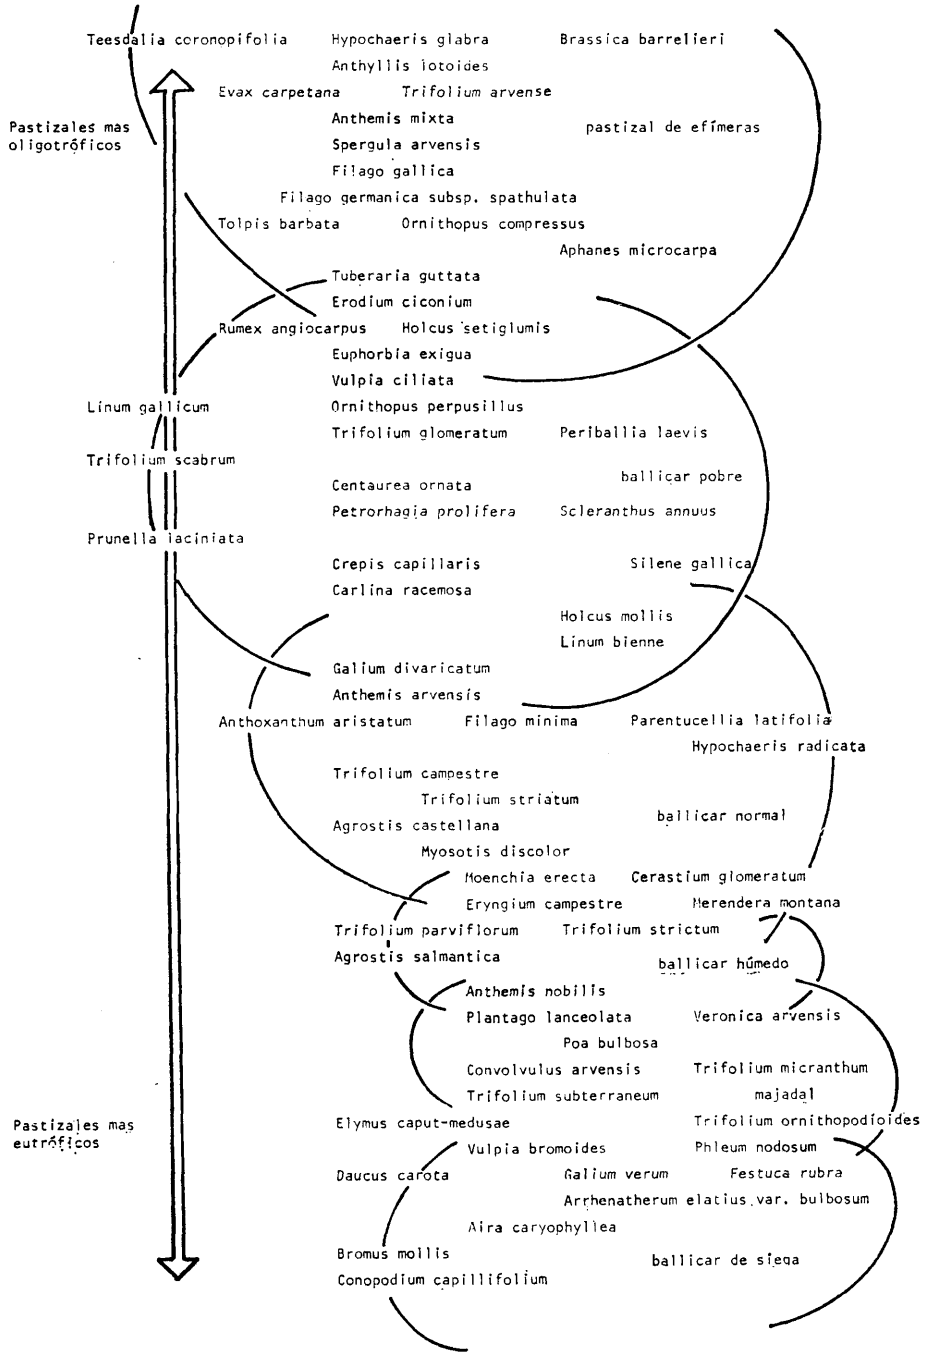 Teesdalia coronopifolia Hypochaeris glabra Brassica barrelieri
Anthyllis lotoides
Evax carpetana Trifolium arvense
Anthemis mixta
Pastizales mas pastizal de efímeras
oligotróficos Spergula arvensis
Filago gallica
Filago germanica subsp. spathulata
Tolpis barbata Ornithopus compressus
Aphanes microcarpa
Tuberaria guttata
Erodium ciconium
Rumex angiocarpus Holcus setiglumis
Euphorbia exigua
Vulpia ciliata
Linum gallicum Ornithopus perpusillus
Trifolium glomeratum Periballia laevis
Trifolium scabrum
ballicar pobre
Centaurea ornata
Petrorhagia prolifera Scleranthus annuus
Prunella laciniata
Crepis capillaris Silene gallica
Carlina racemosa
Holcus mollis
Linum bienne
Galium divaricatum
Anthemis arvensis
Anthoxanthum aristatum Filago minima Parentucellia latifolia
Hypochaeris radicata
Trifolium campestre
Trifolium striatum
ballicar normal
Agrostis castellana
Myosotis discolor
Moenchia erecta Cerastium glomeratum
Eryngium campestre Merendera montana
Trifolium parviflorum Trifolium strictum
Agrostis salmantica ballicar húmedo
Anthemis nobilis
Plantago lanceolata Veronica arvensis
Poa bulbosa
Convolvulus arvensis Trifolium micranthum
Trifolium subterraneum majadal
Pastizales mas Elymus caput-medusae Trifolium ornithopodioides
eutróficos Vulpia bromoides Phleum nodosum
Daucus carota Galium verum Festuca rubra
Arrhenatherum elatius var. bulbosum
Aira caryophyllea
Bromus mollis ballicar de siega
Conopodium capillifolium